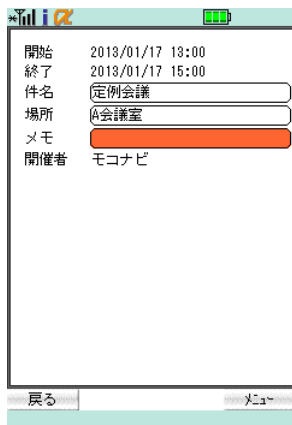 開始 2013/01/17 13:00
終了 2013/01/17 15:00
件名 定例会議
場所 A会議室
メモ
開催者 モコナビ
戻る ﾒﾆｭｰ